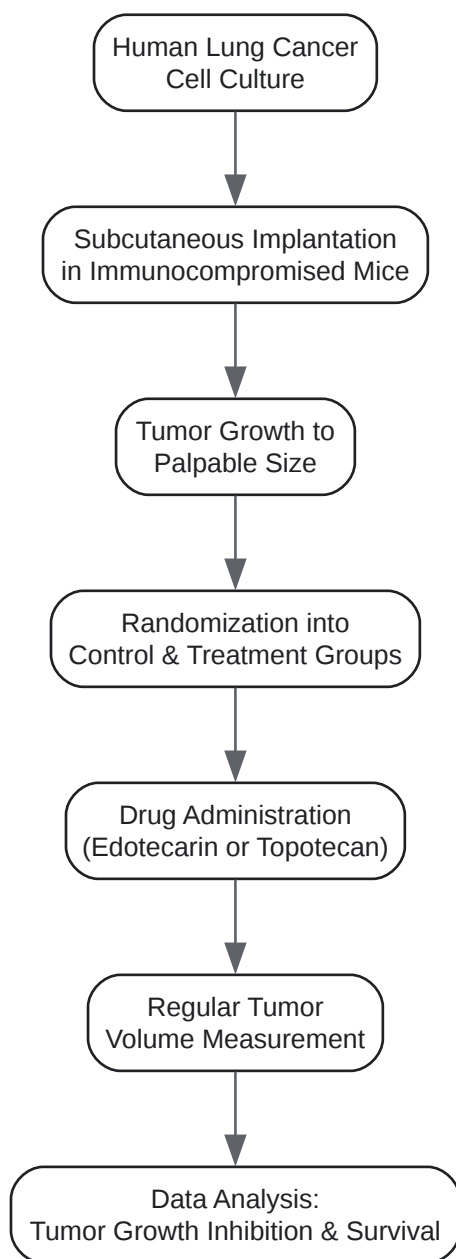 Human Lung Cancer
Cell Culture
Subcutaneous Implantation
in Immunocompromised Mice
Tumor Growth to
Palpable Size
Randomization into
Control & Treatment Groups
Drug Administration
(Edotecarin or Topotecan)
Regular Tumor
Volume Measurement
Data Analysis:
Tumor Growth Inhibition & Survival